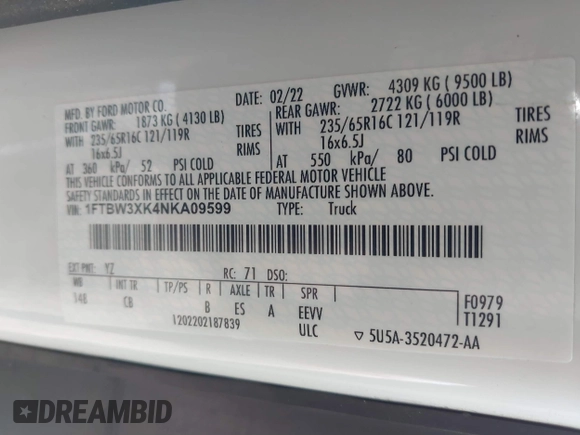 MFD. BY FORD MOTOR CO.
DATE: 02/22 GVWR: 4309 KG ( 9500 LB)
FRONT GAWR: 1873 KG ( 4130 LB) REAR GAWR: 2722 KG ( 6000 LB)
WITH 235/65R16C 121/119R TIRES WITH 235/65R16C 121/119R TIRES
16x6.5J RIMS 16x6.5J RIMS
AT 360 kPa/ 52 PSI COLD AT 550 kPa/ 80 PSI COLD
THIS VEHICLE CONFORMS TO ALL APPLICABLE FEDERAL MOTOR VEHICLE
SAFETY STANDARDS IN EFFECT ON DATE OF MANUFACTURE SHOWN ABOVE.
VIN: 1FTBW3XK4NKA09599 TYPE: Truck
EXT PNT: YZ RC: 71 DSO:
WB INT TR TP/PS R AXLE TR SPR
148 CB B ES A EEVV
ULC
F0979
T1291
1202202187839
▽ 5U5A-3520472-AA
DREAMBID